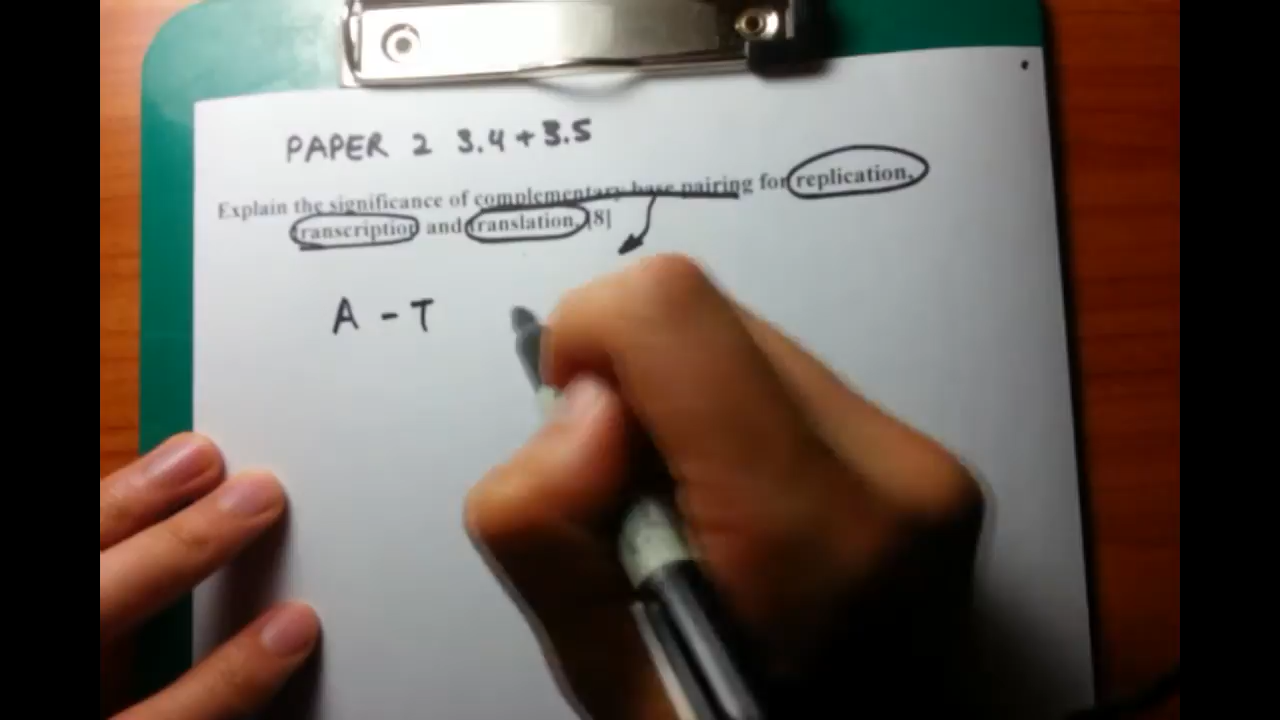 PAPER 2 3.4 + 3.5
Explain the significance of complementary base pairing for replication,
transcription and translation. [8]
A - T